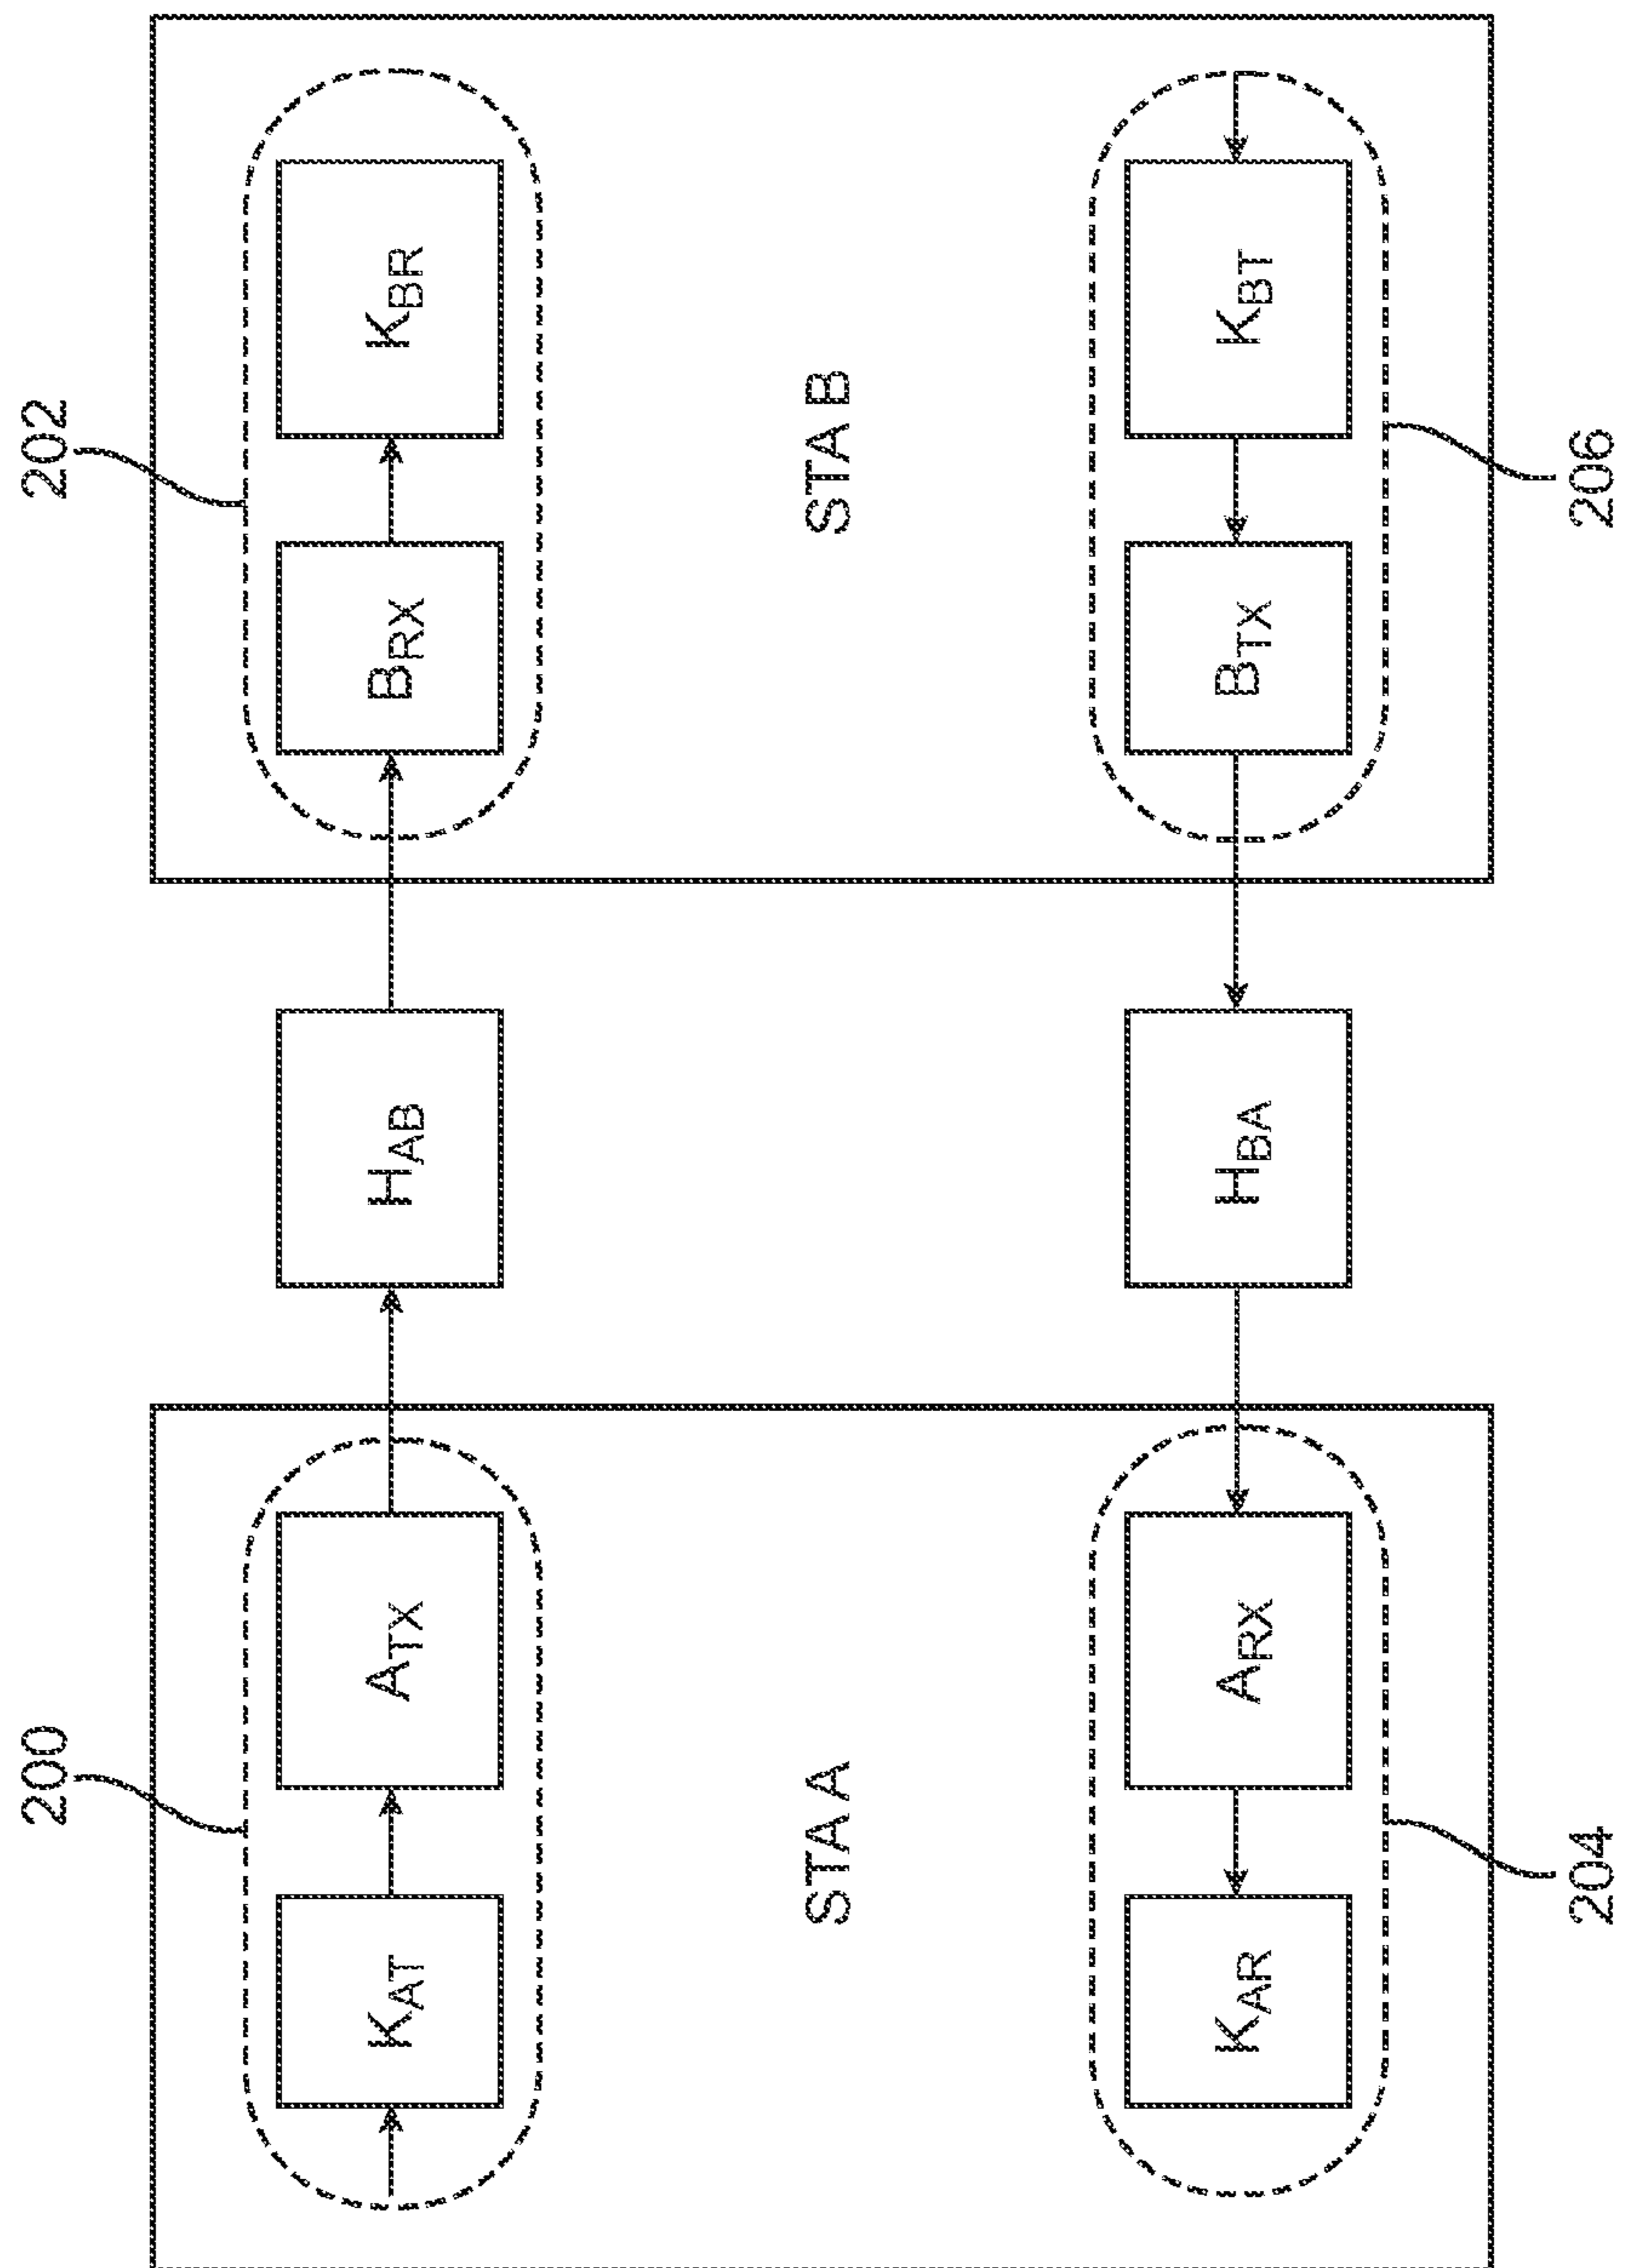 200
202
K_AT
A_TX
H_AB
B_RX
K_BR
STA A
STA B
K_AR
A_RX
H_BA
B_TX
K_BT
204
206